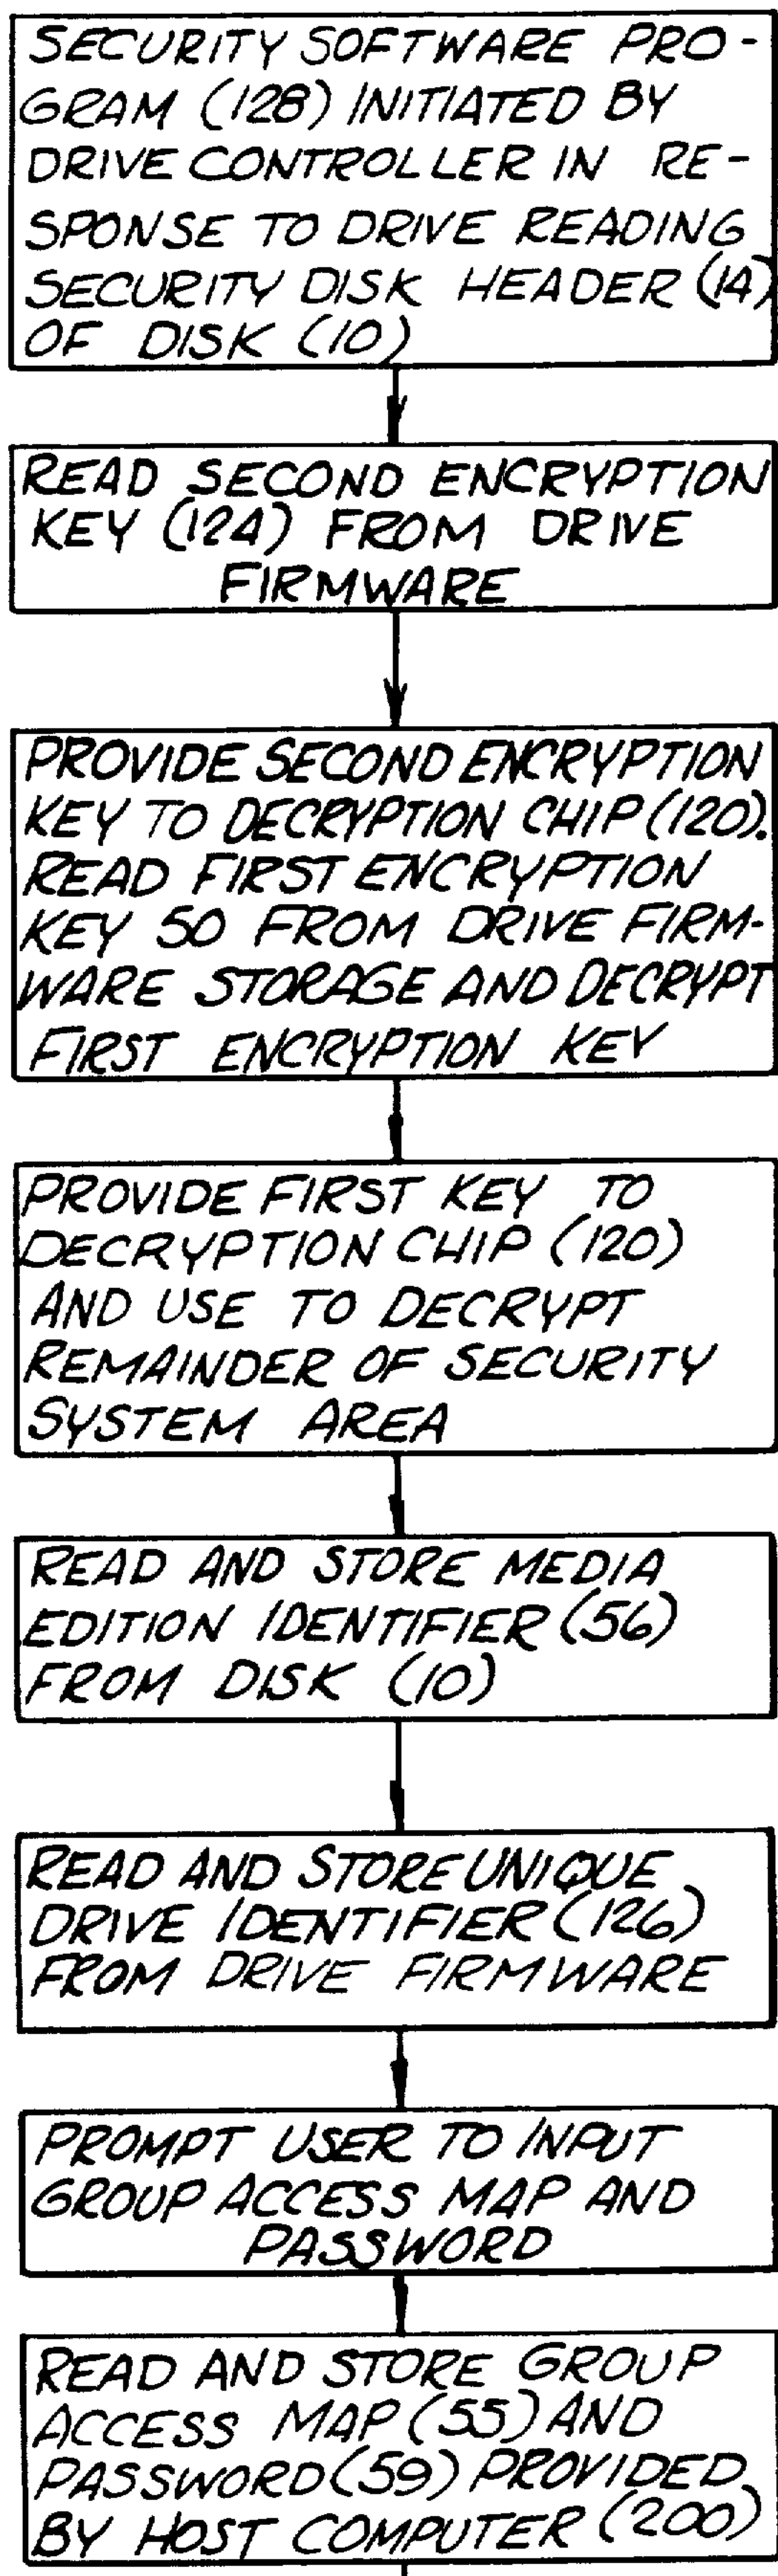 SECURITY SOFTWARE PRO-
GRAM (128) INITIATED BY
DRIVE CONTROLLER IN RE-
SPONSE TO DRIVE READING
SECURITY DISK HEADER (14)
OF DISK (10)
READ SECOND ENCRYPTION
KEY (124) FROM DRIVE
FIRMWARE
PROVIDE SECOND ENCRYPTION
KEY TO DECRYPTION CHIP (120).
READ FIRST ENCRYPTION
KEY 50 FROM DRIVE FIRM-
WARE STORAGE AND DECRYPT
FIRST ENCRYPTION KEY
PROVIDE FIRST KEY TO
DECRYPTION CHIP (120)
AND USE TO DECRYPT
REMAINDER OF SECURITY
SYSTEM AREA
READ AND STORE MEDIA
EDITION IDENTIFIER (56)
FROM DISK (10)
READ AND STORE UNIQUE
DRIVE IDENTIFIER (126)
FROM DRIVE FIRMWARE
PROMPT USER TO INPUT
GROUP ACCESS MAP AND
PASSWORD
READ AND STORE GROUP
ACCESS MAP (55) AND
PASSWORD (59) PROVIDED
BY HOST COMPUTER (200)